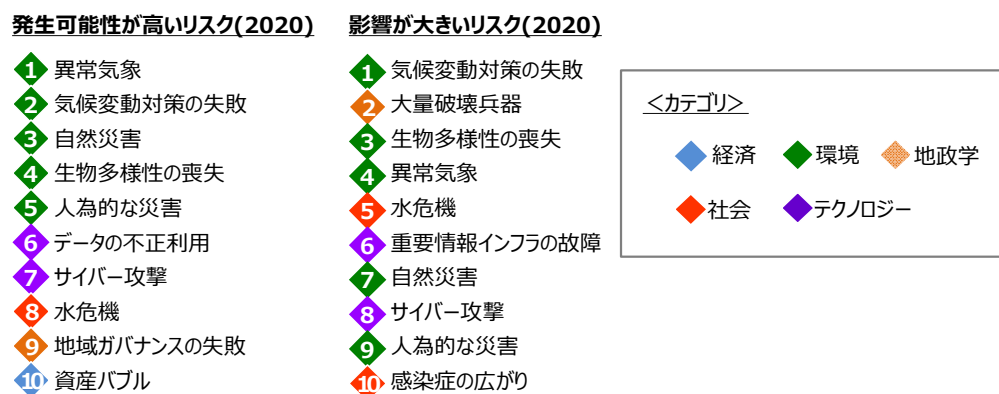 発生可能性が高いリスク(2020)
1 異常気象
2 気候変動対策の失敗
3 自然災害
4 生物多様性の喪失
5 人為的な災害
6 データの不正利用
7 サイバー攻撃
8 水危機
9 地域ガバナンスの失敗
10 資産バブル
影響が大きいリスク(2020)
1 気候変動対策の失敗
2 大量破壊兵器
3 生物多様性の喪失
4 異常気象
5 水危機
6 重要情報インフラの故障
7 自然災害
8 サイバー攻撃
9 人為的な災害
10 感染症の広がり
<カテゴリ>
経済 環境 地政学
社会 テクノロジー